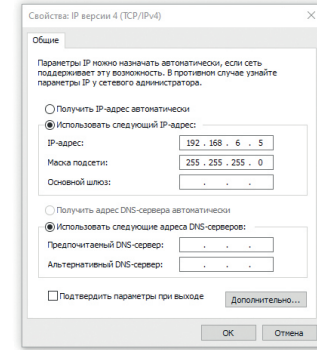 Свойства: IP версии 4 (TCP/IPv4)
Общие
Параметры IP можно назначать автоматически, если сеть
поддерживает эту возможность. В противном случае узнайте
параметры IP у сетевого администратора.
Получить IP-адрес автоматически
Использовать следующий IP-адрес:
IP-адрес: 192 . 168 . 6 . 5
Маска подсети: 255 . 255 . 255 . 0
Основной шлюз: . . .
Получить адрес DNS-сервера автоматически
Использовать следующие адреса DNS-серверов:
Предпочитаемый DNS-сервер: . . .
Альтернативный DNS-сервер: . . .
Подтвердить параметры при выходе
Дополнительно...
OK Отмена